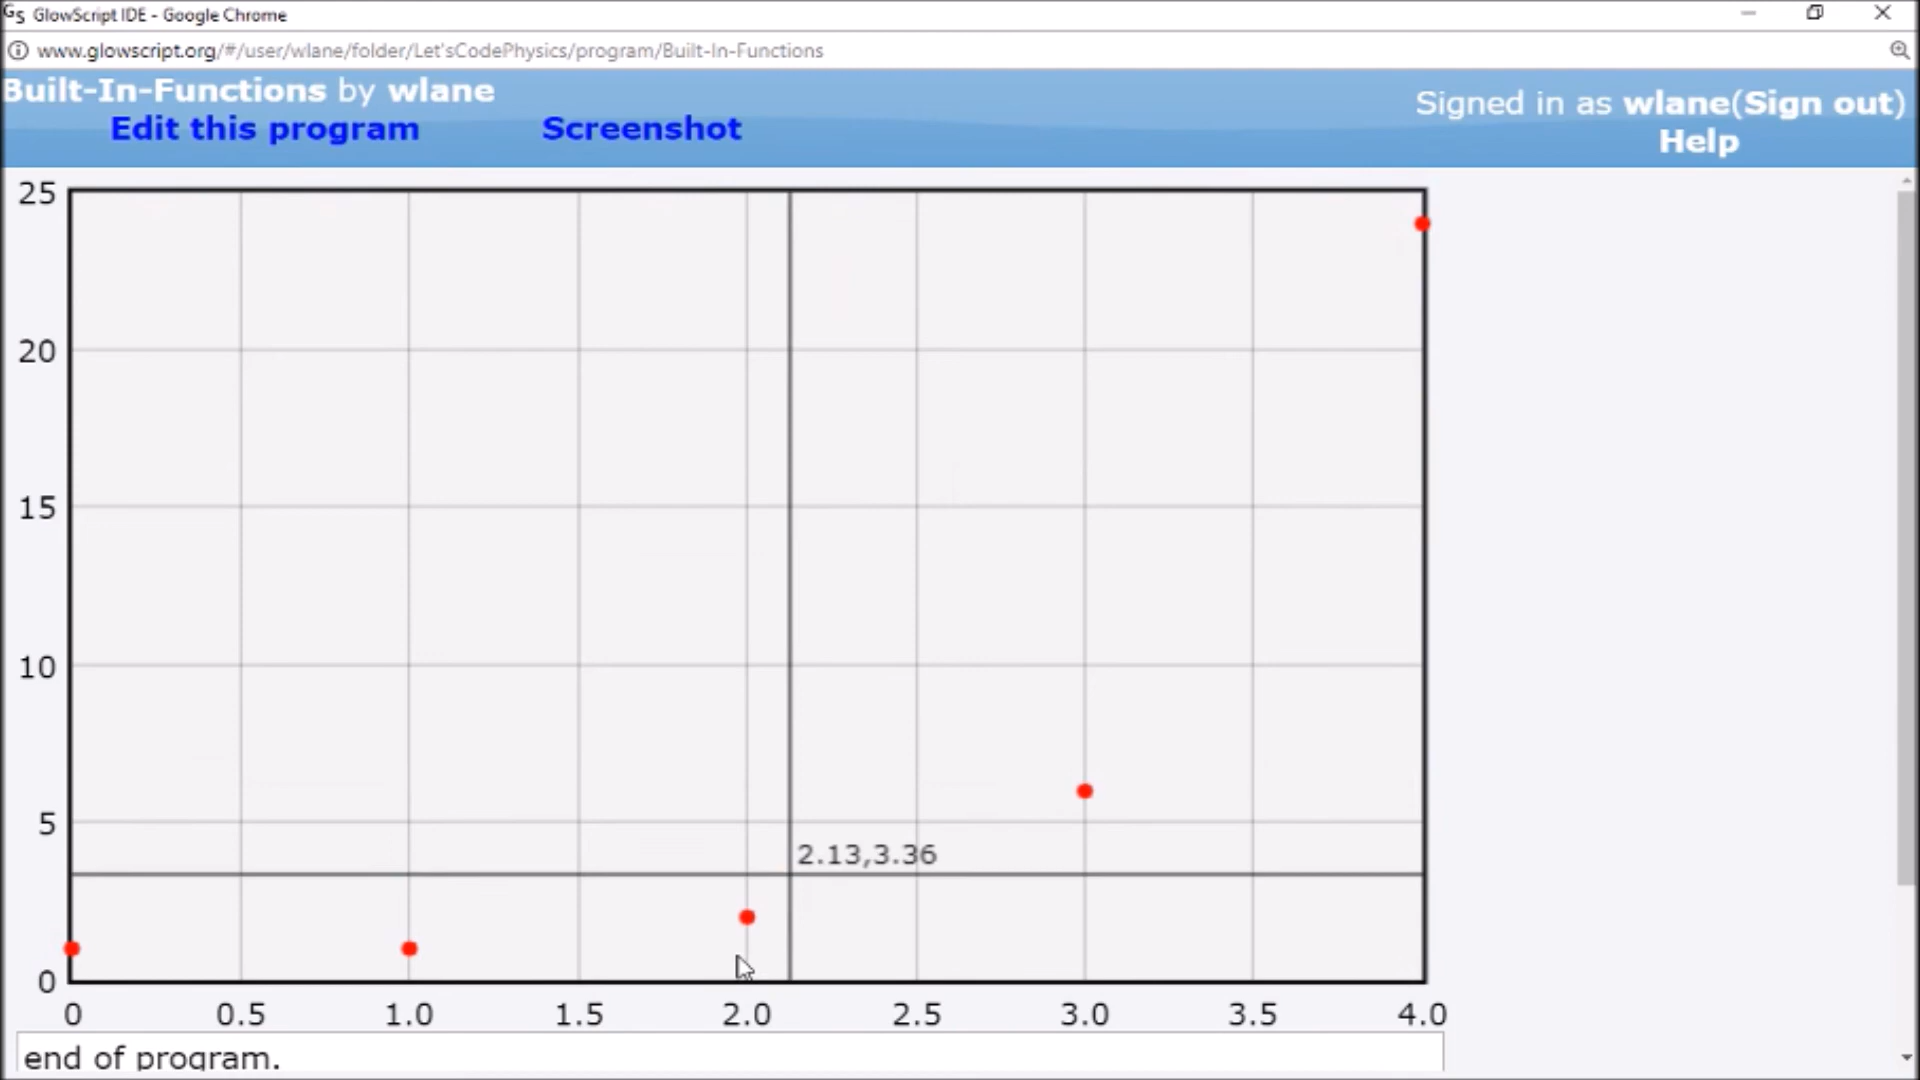 GlowScript IDE - Google Chrome
www.glowscript.org/#/user/wlane/folder/Let'sCodePhysics/program/Built-In-Functions
Built-In-Functions by wlane
Signed in as wlane(Sign out)
Edit this program Screenshot
Help
25
20
15
10
5
2.13,3.36
0
0 0.5 1.0 1.5 2.0 2.5 3.0 3.5 4.0
end of program.